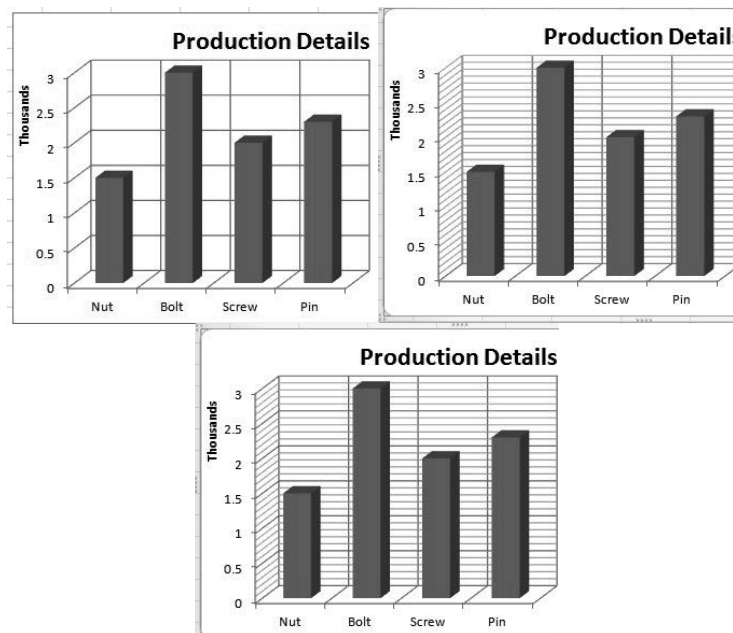 Production Details
Thousands
3
2.5
2
1.5
1
0.5
0
Nut Bolt Screw Pin
Production Details
Thousands
3
2.5
2
1.5
1
0.5
0
Nut Bolt Screw Pin
Production Details
Thousands
3
2.5
2
1.5
1
0.5
0
Nut Bolt Screw Pin